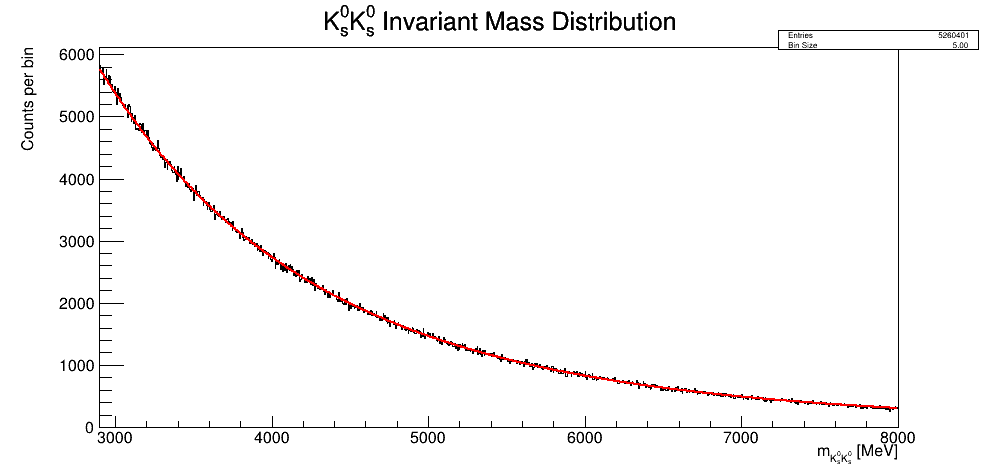 K⁰ₛK⁰ₛ Invariant Mass Distribution
Entries 5260401
Bin Size 5.00
Counts per bin
6000
5000
4000
3000
2000
1000
0
3000 4000 5000 6000 7000 8000
m K⁰ₛK⁰ₛ [MeV]